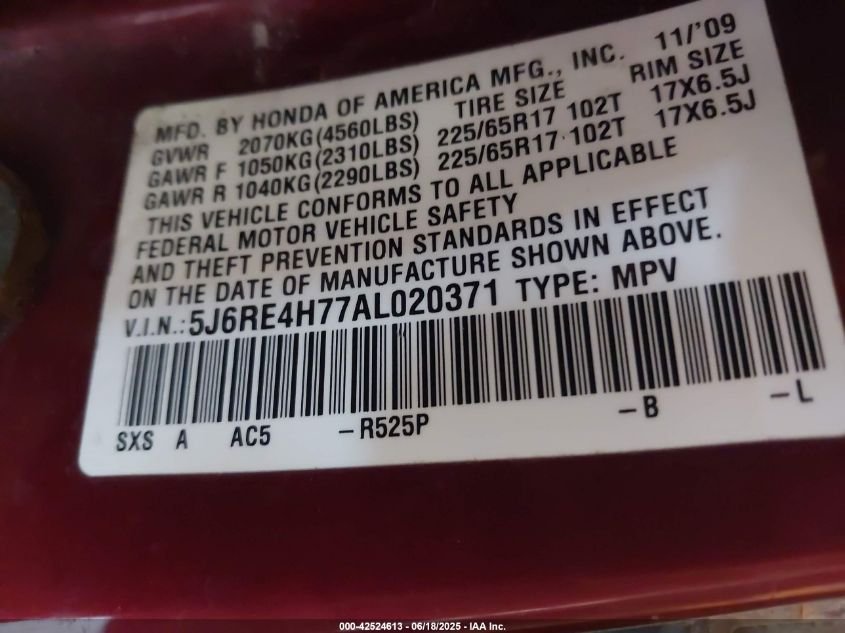 MFD. BY HONDA OF AMERICA MFG., INC. 11/'09
GVWR 2070KG(4560LBS) TIRE SIZE RIM SIZE
GAWR F 1050KG(2310LBS) 225/65R17 102T 17X6.5J
GAWR R 1040KG(2290LBS) 225/65R17 102T 17X6.5J
THIS VEHICLE CONFORMS TO ALL APPLICABLE
FEDERAL MOTOR VEHICLE SAFETY
AND THEFT PREVENTION STANDARDS IN EFFECT
ON THE DATE OF MANUFACTURE SHOWN ABOVE.
V.I.N.:5J6RE4H77AL020371 TYPE: MPV
SXS A AC5 -R525P -B -L
000-42524613 - 06/18/2025 - IAA Inc.